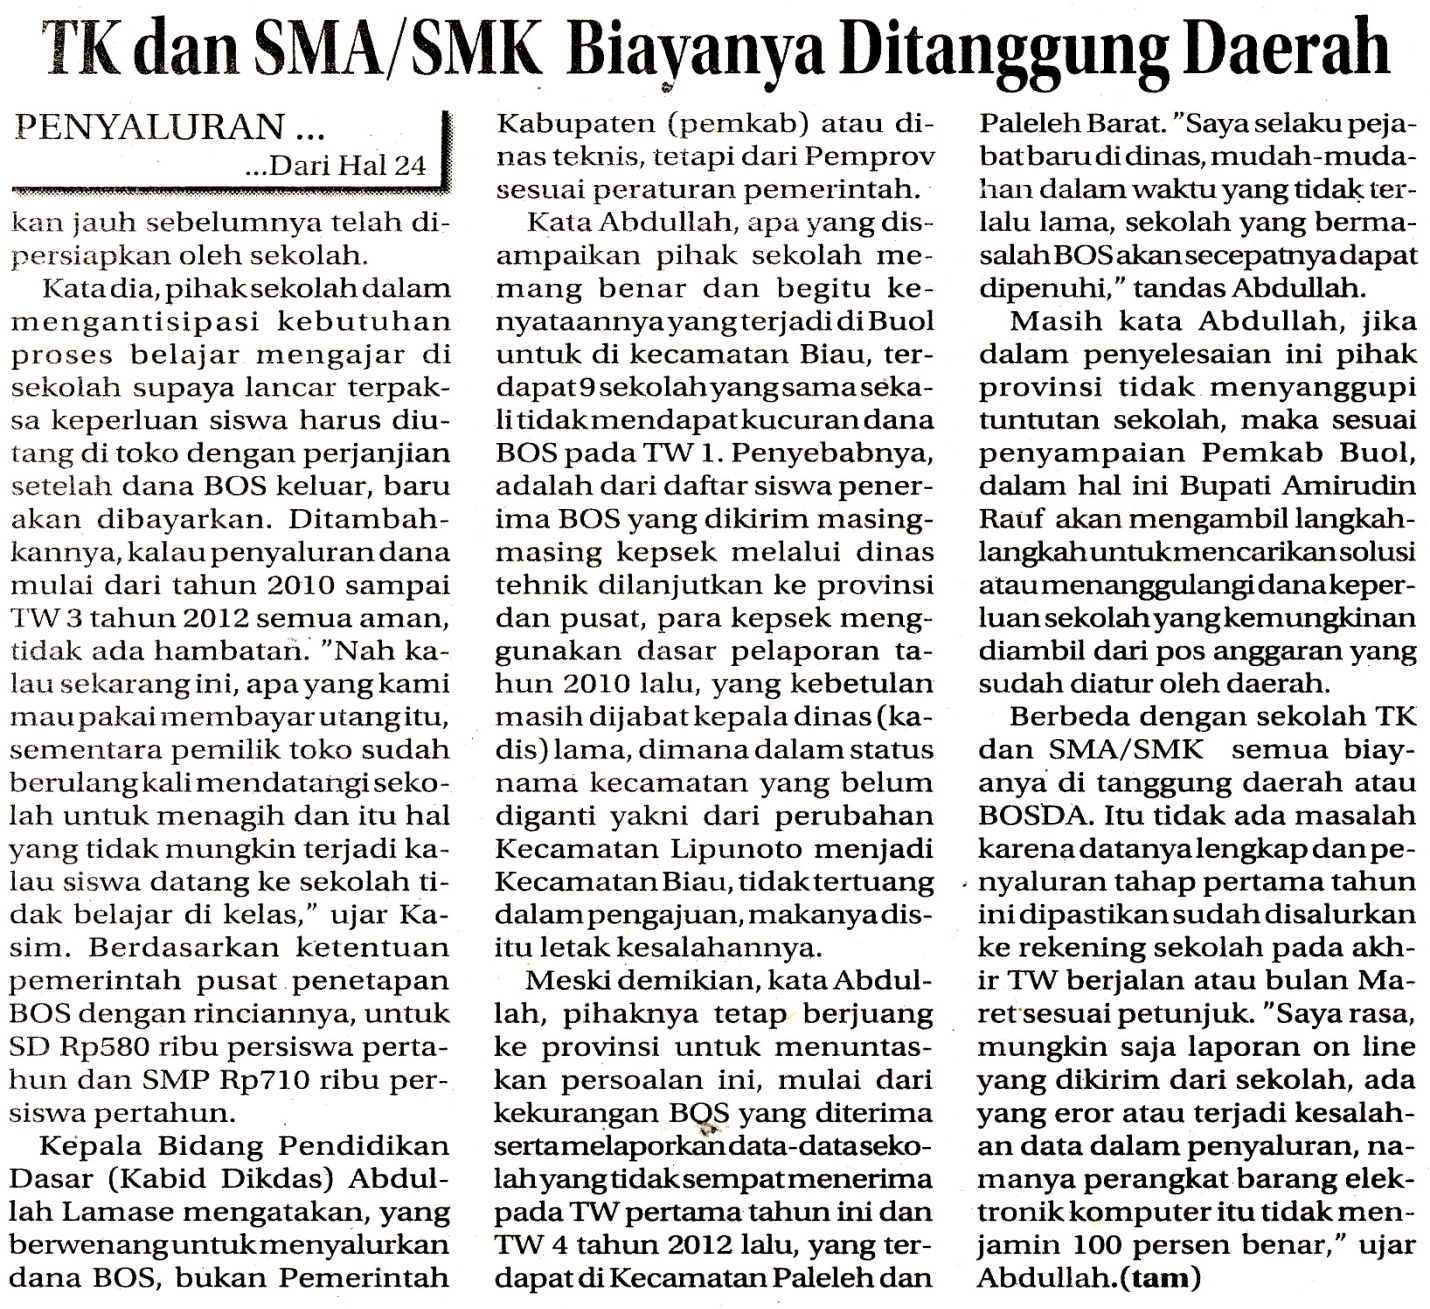 TK dan SMA/SMK Biayanya Ditanggung Daerah
PENYALURAN ...
...Dari Hal 24
kan jauh sebelumnya telah di-
persiapkan oleh sekolah.
Kata dia, pihak sekolah dalam
mengantisipasi kebutuhan
proses belajar mengajar di
sekolah supaya lancar terpak-
sa keperluan siswa harus diu-
tang di toko dengan perjanjian
setelah dana BOS keluar, baru
akan dibayarkan. Ditambah-
kannya, kalau penyaluran dana
mulai dari tahun 2010 sampai
TW 3 tahun 2012 semua aman,
tidak ada hambatan. "Nah ka-
lau sekarang ini, apa yang kami
mau pakai membayar utang itu,
sementara pemilik toko sudah
berulang kali mendatangi seko-
lah untuk menagih dan itu hal
yang tidak mungkin terjadi ka-
lau siswa datang ke sekolah ti-
dak belajar di kelas," ujar Ka-
sim. Berdasarkan ketentuan
pemerintah pusat penetapan
BOS dengan rinciannya, untuk
SD Rp580 ribu persiswa perta-
hun dan SMP Rp710 ribu per-
siswa pertahun.
Kepala Bidang Pendidikan
Dasar (Kabid Dikdas) Abdul-
lah Lamase mengatakan, yang
berwenang untuk menyalurkan
dana BOS, bukan Pemerintah
Kabupaten (pemkab) atau di-
nas teknis, tetapi dari Pemprov
sesuai peraturan pemerintah.
Kata Abdullah, apa yang dis-
ampaikan pihak sekolah me-
mang benar dan begitu ke-
nyataannya yang terjadi di Buol
untuk di kecamatan Biau, ter-
dapat 9 sekolah yang sama seka-
li tidak mendapat kucuran dana
BOS pada TW 1. Penyebabnya,
adalah dari daftar siswa pener-
ima BOS yang dikirim masing-
masing kepsek melalui dinas
tehnik dilanjutkan ke provinsi
dan pusat, para kepsek meng-
gunakan dasar pelaporan ta-
hun 2010 lalu, yang kebetulan
masih dijabat kepala dinas (ka-
dis) lama, dimana dalam status
nama kecamatan yang belum
diganti yakni dari perubahan
Kecamatan Lipunoto menjadi
Kecamatan Biau, tidak tertuang
dalam pengajuan, makanya dis-
itu letak kesalahannya.
Meski demikian, kata Abdul-
lah, pihaknya tetap berjuang
ke provinsi untuk menuntas-
kan persoalan ini, mulai dari
kekurangan BOS yang diterima
serta melaporkan data-data seko-
lah yang tidak sempat menerima
pada TW pertama tahun ini dan
TW 4 tahun 2012 lalu, yang ter-
dapat di Kecamatan Paleleh dan
Paleleh Barat. "Saya selaku peja-
bat baru di dinas, mudah-muda-
han dalam waktu yang tidak ter-
lalu lama, sekolah yang berma-
salah BOS akan secepatnya dapat
dipenuhi," tandas Abdullah.
Masih kata Abdullah, jika
dalam penyelesaian ini pihak
provinsi tidak menyanggupi
tuntutan sekolah, maka sesuai
penyampaian Pemkab Buol,
dalam hal ini Bupati Amirudin
Rauf akan mengambil langkah-
langkah untuk mencarikan solusi
atau menanggulangi dana keper-
luan sekolah yang kemungkinan
diambil dari pos anggaran yang
sudah diatur oleh daerah.
Berbeda dengan sekolah TK
dan SMA/SMK semua biay-
anya di tanggung daerah atau
BOSDA. Itu tidak ada masalah
karena datanya lengkap dan pe-
nyaluran tahap pertama tahun
ini dipastikan sudah disalurkan
ke rekening sekolah pada akh-
ir TW berjalan atau bulan Ma-
ret sesuai petunjuk. "Saya rasa,
mungkin saja laporan on line
yang dikirim dari sekolah, ada
yang eror atau terjadi kesalah-
an data dalam penyaluran, na-
manya perangkat barang elek-
tronik komputer itu tidak men-
jamin 100 persen benar," ujar
Abdullah.(tam)